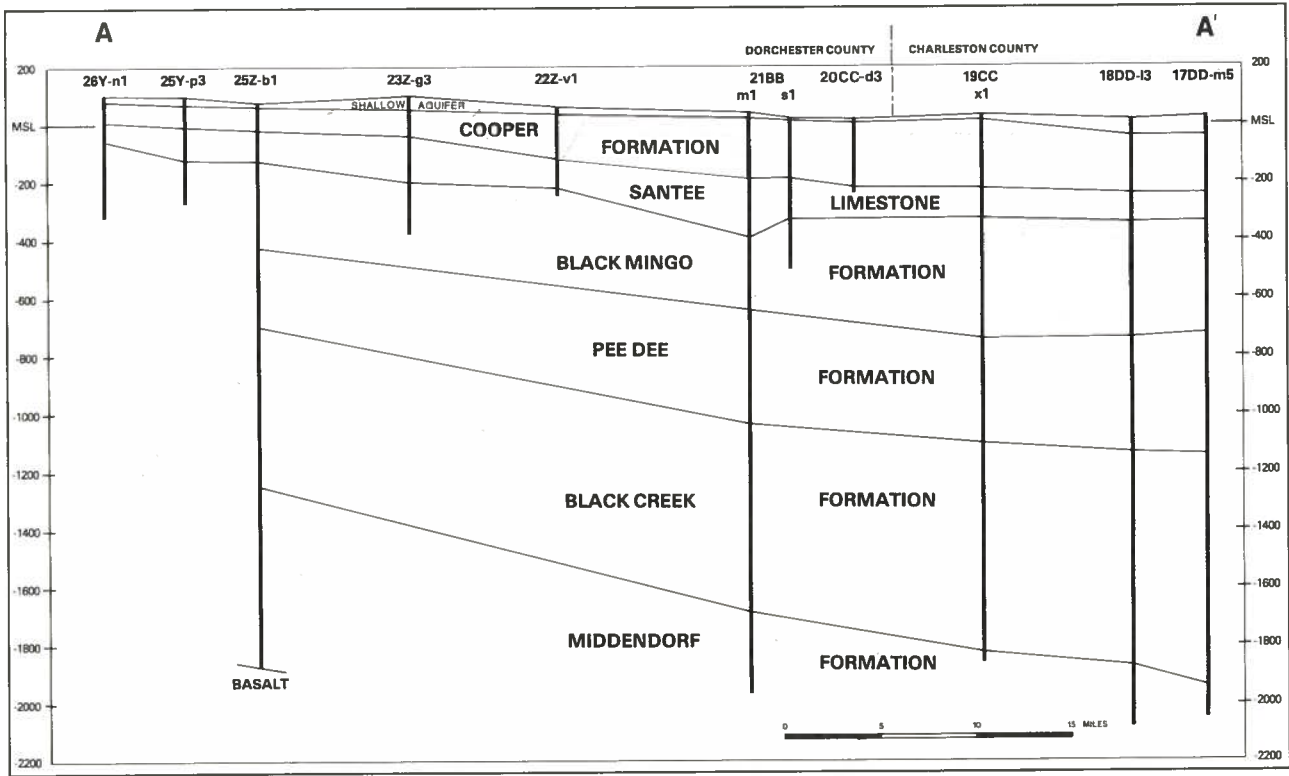 A A'
DORCHESTER COUNTY CHARLESTON COUNTY
26Y-n1 25Y-p3 25Z-b1 23Z-g3 22Z-v1 21BB 20CC-d3 19CC 18DD-l3 17DD-m5
m1 s1 x1
200 200
SHALLOW AQUIFER
MSL MSL
COOPER FORMATION
-200 -200
SANTEE LIMESTONE
-400 -400
BLACK MINGO FORMATION
-600 -600
PEE DEE FORMATION
-800 -800
-1000 -1000
-1200 -1200
BLACK CREEK FORMATION
-1400 -1400
-1600 -1600
MIDDENDORF FORMATION
-1800 -1800
BASALT
-2000 -2000
0 5 10 15 MILES
-2200 -2200